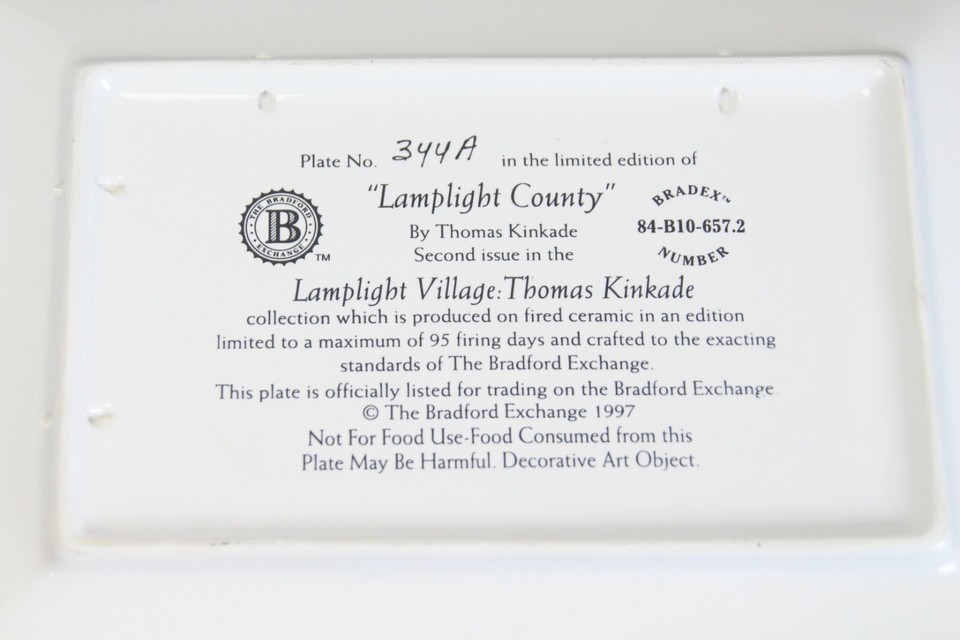 Plate No. 344A in the limited edition of
"Lamplight County"
By Thomas Kinkade
Second issue in the
Lamplight Village: Thomas Kinkade
collection which is produced on fired ceramic in an edition
limited to a maximum of 95 firing days and crafted to the exacting
standards of The Bradford Exchange.
This plate is officially listed for trading on the Bradford Exchange
© The Bradford Exchange 1997
Not For Food Use-Food Consumed from this
Plate May Be Harmful. Decorative Art Object.
THE BRADFORD
B
EXCHANGE
TM
BRADEX™
84-B10-657.2
NUMBER